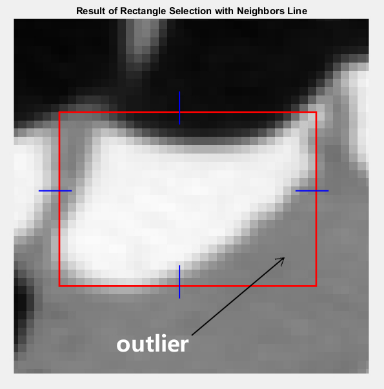 Result of Rectangle Selection with Neighbors Line
outlier